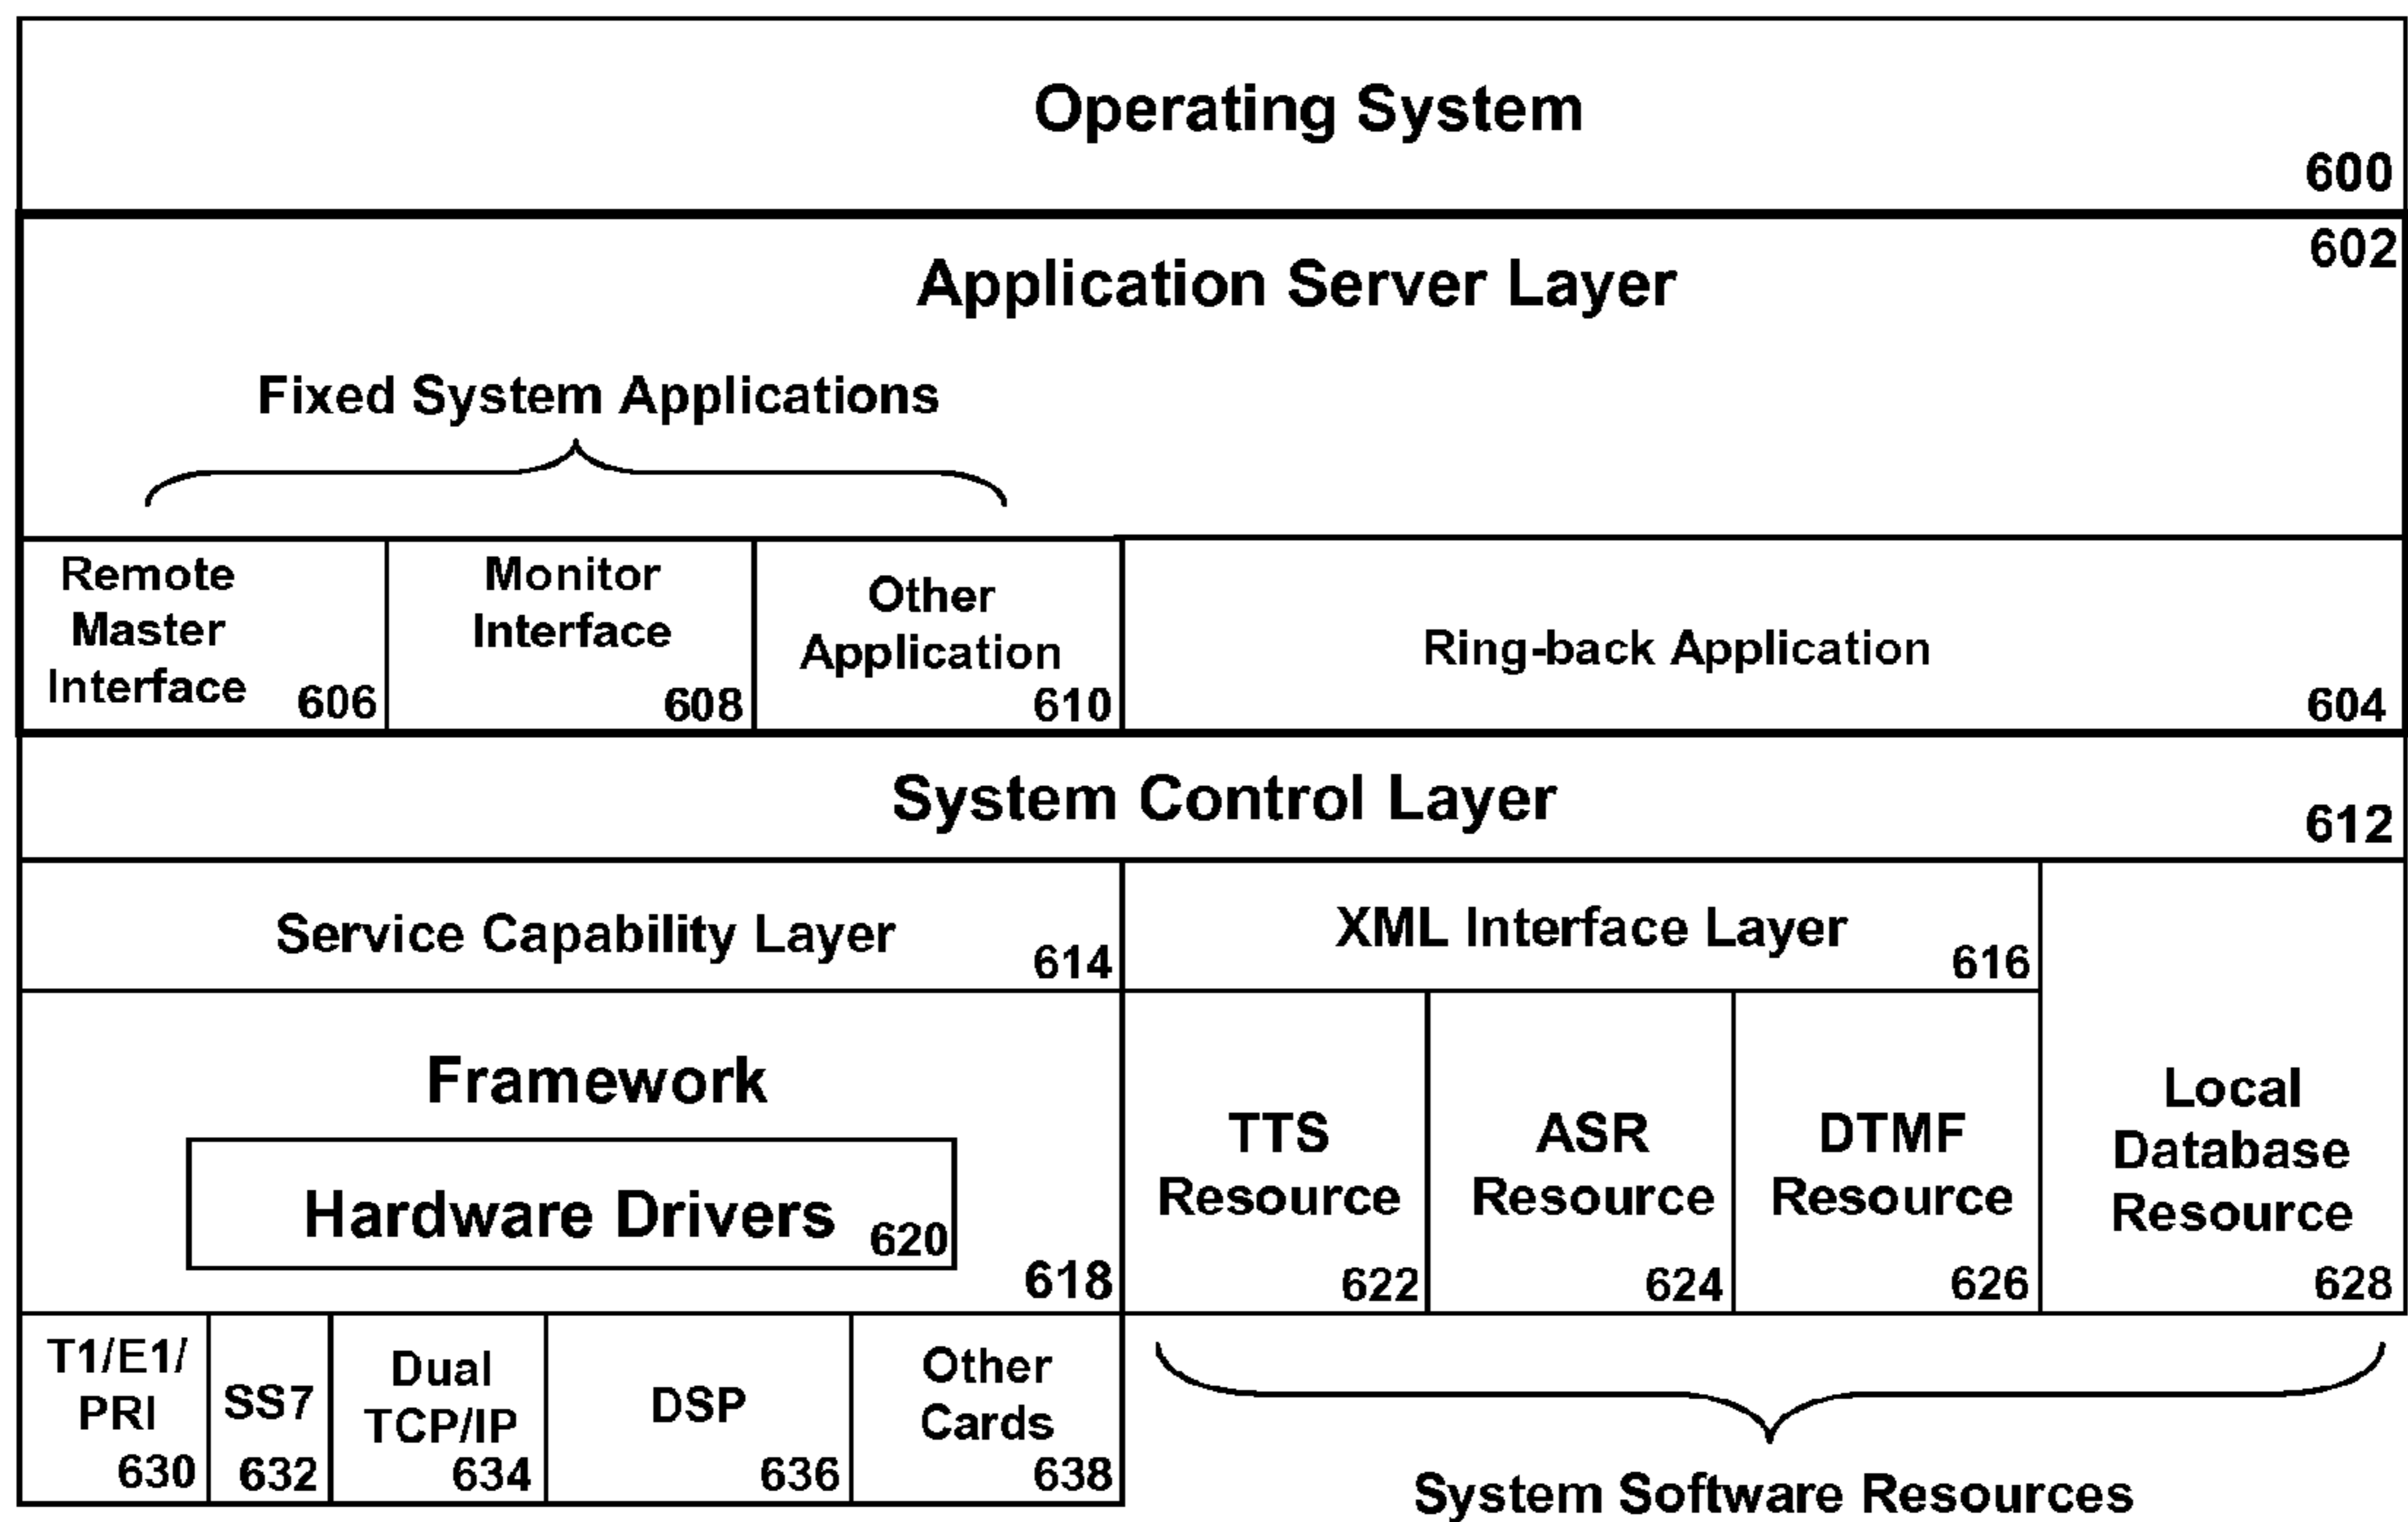 Operating System
600
602
Application Server Layer
Fixed System Applications
Remote
Master
Interface
606
Monitor
Interface
608
Other
Application
610
Ring-back Application
604
System Control Layer
612
Service Capability Layer
614
XML Interface Layer
616
Framework
Hardware Drivers
620
618
TTS
Resource
622
ASR
Resource
624
DTMF
Resource
626
Local
Database
Resource
628
T1/E1/
PRI
630
SS7
632
Dual
TCP/IP
634
DSP
636
Other
Cards
638
System Software Resources